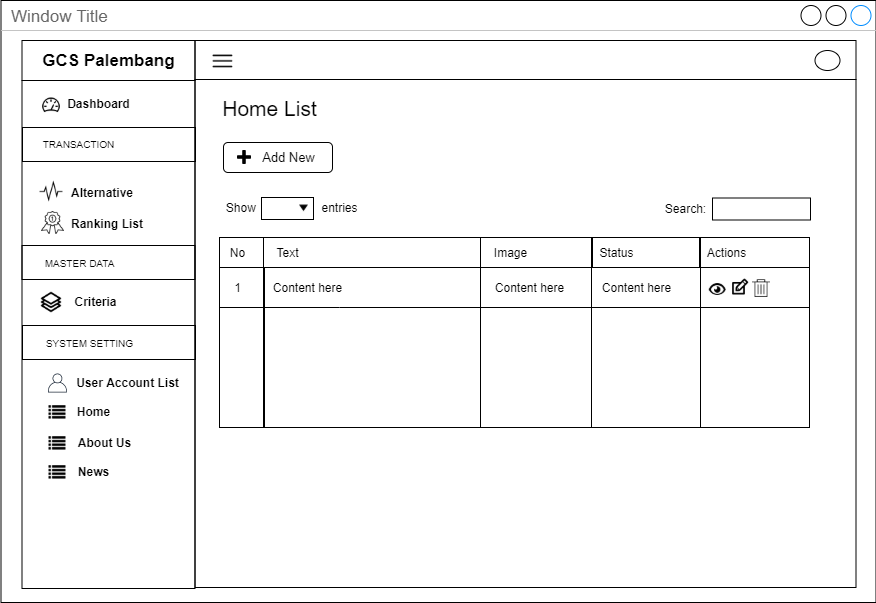 Window Title
GCS Palembang
Dashboard
TRANSACTION
Alternative
Ranking List
MASTER DATA
Criteria
SYSTEM SETTING
User Account List
Home
About Us
News
Home List
Add New
Show entries
Search:
No Text Image Status Actions
1 Content here Content here Content here